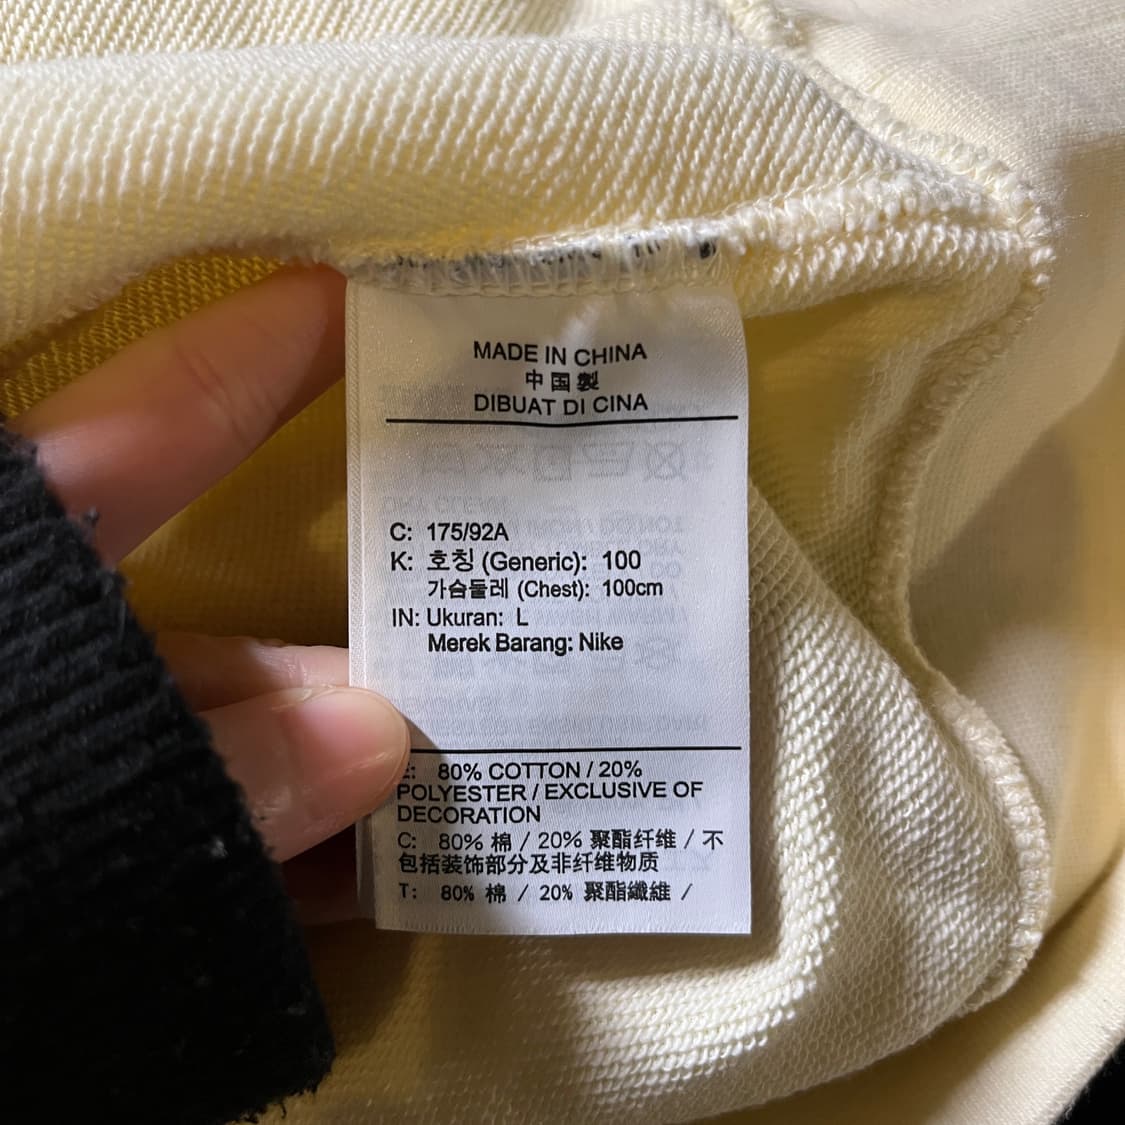 MADE IN CHINA
中国製
DIBUAT DI CINA
C: 175/92A
K: 호칭 (Generic): 100
가슴둘레 (Chest): 100cm
IN: Ukuran: L
Merek Barang: Nike
E: 80% COTTON / 20%
POLYESTER / EXCLUSIVE OF
DECORATION
C: 80% 棉 / 20% 聚酯纤维 / 不
包括装饰部分及非纤维物质
T: 80% 棉 / 20% 聚酯纖維 /